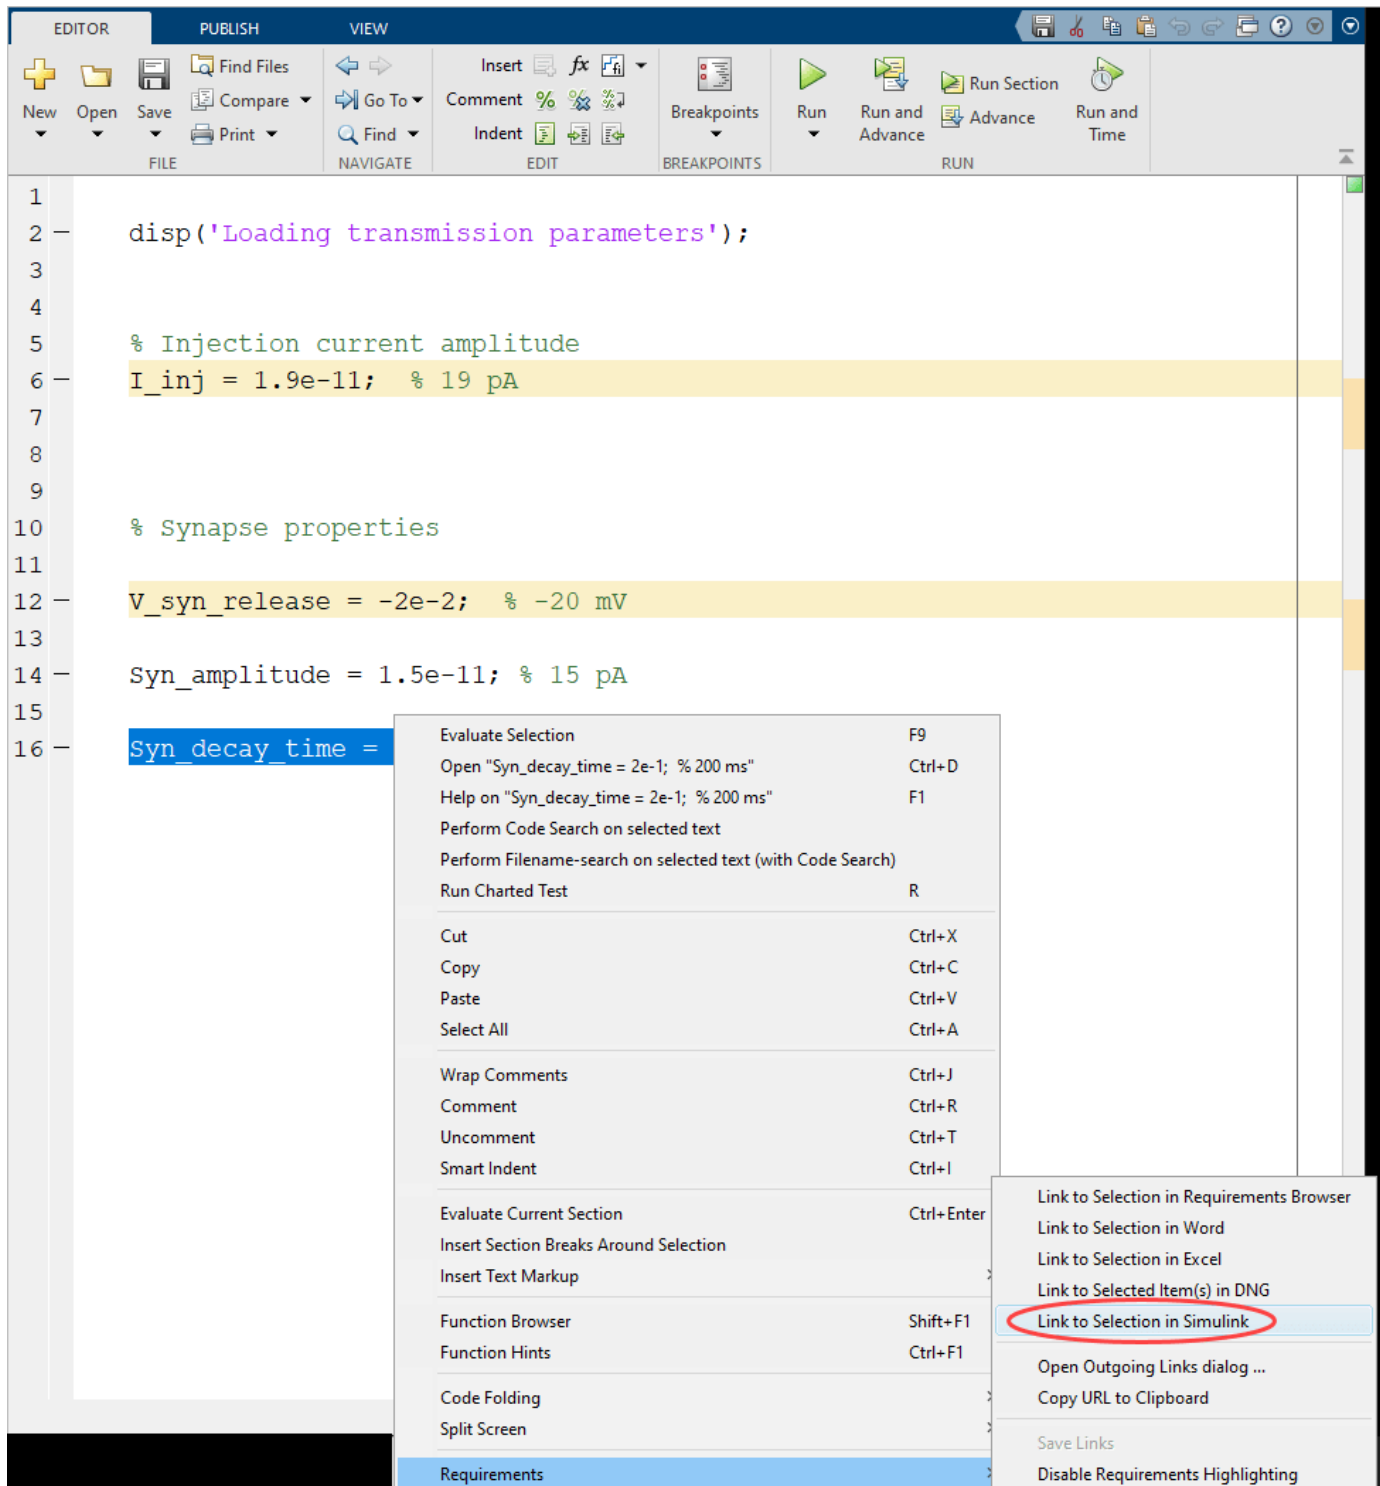 EDITOR PUBLISH VIEW
New Open Save Find Files Compare Print
FILE
Go To Find
NAVIGATE
Insert fx
Comment
Indent
EDIT
Breakpoints
BREAKPOINTS
Run Run and Advance Run Section Advance Run and Time
RUN
1
2 — disp('Loading transmission parameters');
3
4
5 % Injection current amplitude
6 — I_inj = 1.9e-11;  % 19 pA
7
8
9
10 % Synapse properties
11
12 — V_syn_release = -2e-2;  % -20 mV
13
14 — Syn_amplitude = 1.5e-11; % 15 pA
15
16 — Syn_decay_time =
Evaluate Selection F9
Open "Syn_decay_time = 2e-1;  % 200 ms" Ctrl+D
Help on "Syn_decay_time = 2e-1;  % 200 ms" F1
Perform Code Search on selected text
Perform Filename-search on selected text (with Code Search)
Run Charted Test R
Cut Ctrl+X
Copy Ctrl+C
Paste Ctrl+V
Select All Ctrl+A
Wrap Comments Ctrl+J
Comment Ctrl+R
Uncomment Ctrl+T
Smart Indent Ctrl+I
Evaluate Current Section Ctrl+Enter
Insert Section Breaks Around Selection
Insert Text Markup
Function Browser Shift+F1
Function Hints Ctrl+F1
Code Folding
Split Screen
Requirements
Link to Selection in Requirements Browser
Link to Selection in Word
Link to Selection in Excel
Link to Selected Item(s) in DNG
Link to Selection in Simulink
Open Outgoing Links dialog ...
Copy URL to Clipboard
Save Links
Disable Requirements Highlighting